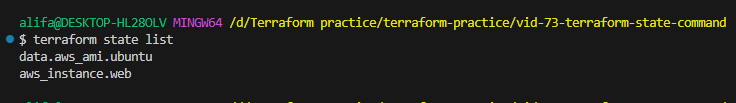 alifa@DESKTOP-HL28OLV MINGW64 /d/Terraform practice/terraform-practice/vid-73-terraform-state-command
$ terraform state list
data.aws_ami.ubuntu
aws_instance.web